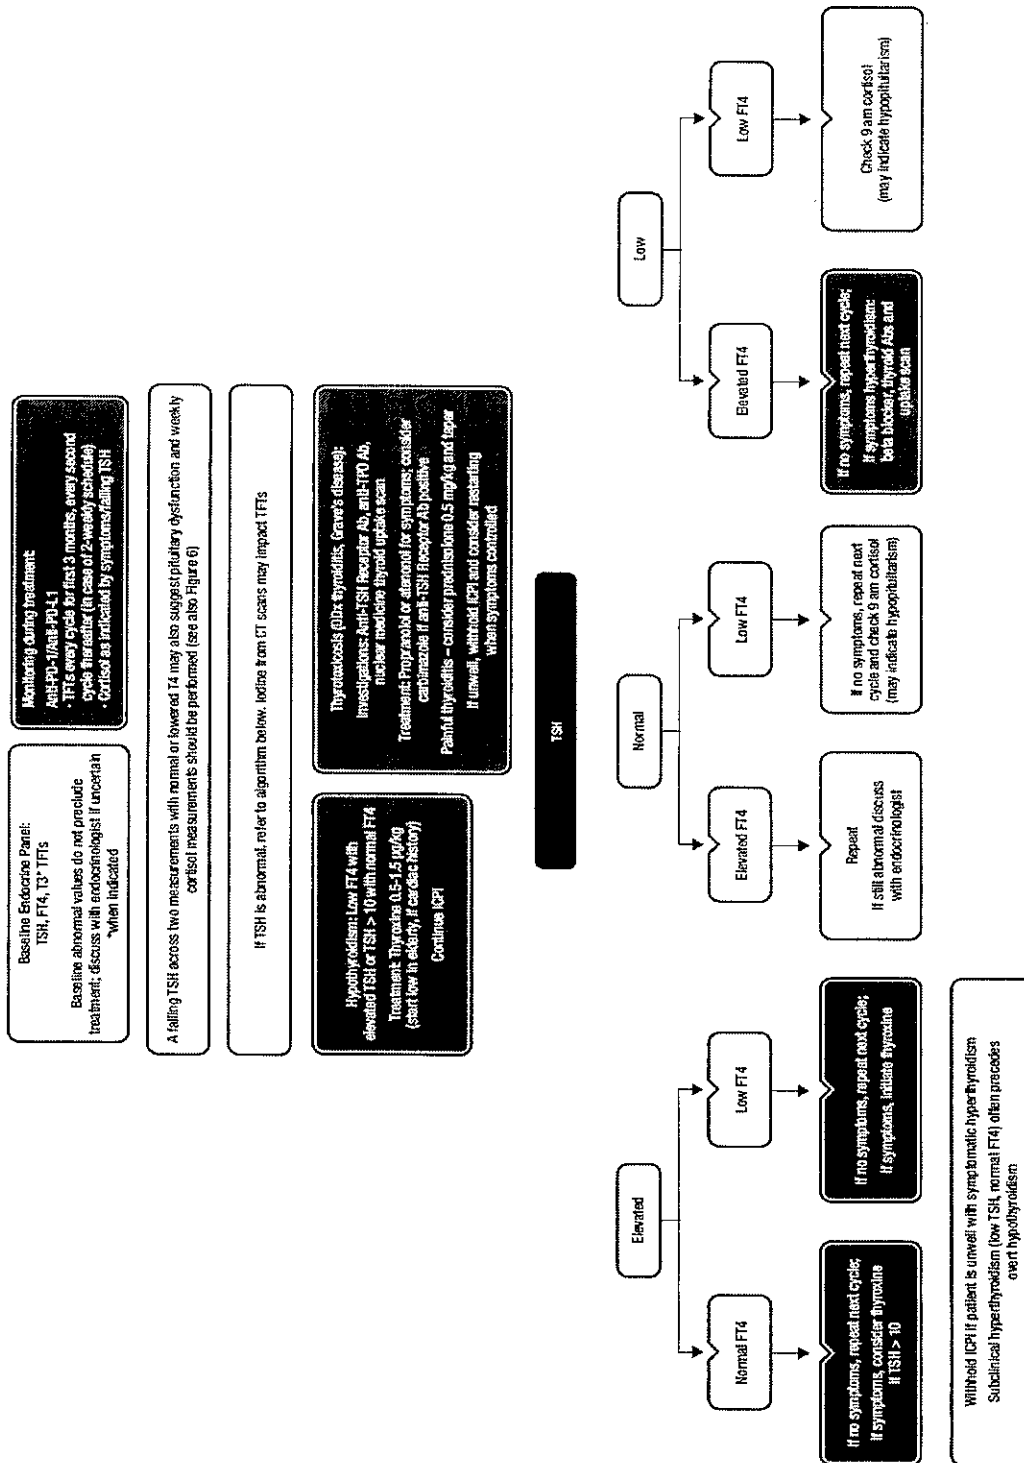 Baseline Endocrine Panel:
TSH, FT4, T3* TFTs
Baseline abnormal values do not preclude
treatment; discuss with endocrinologist if uncertain
*when indicated
Monitoring during treatment:
Anti-PD-1/Anti-PD-L1
- TFTs every cycle for first 3 months, every second
cycle thereafter (in case of 2-weekly schedule)
- Cortisol as indicated by symptoms/falling TSH
A falling TSH across two measurements with normal or lowered T4 may also suggest pituitary dysfunction and weekly
cortisol measurements should be performed (see also Figure 6)
If TSH is abnormal, refer to algorithm below. Iodine from CT scans may impact TFTs
Hypothyroidism: Low FT4 with
elevated TSH or TSH > 10 with normal FT4
Treatment: Thyroxine 0.5-1.5 µg/kg
(start low in elderly, if cardiac history)
Continue ICPI
Thyrotoxicosis (DDx thyroiditis, Grave's disease):
Investigations: Anti-TSH Receptor Ab, anti-TPO Ab,
nuclear medicine thyroid uptake scan
Treatment: Propranolol or atenolol for symptoms; consider
carbimazole if anti-TSH Receptor Ab positive
Painful thyroiditis – consider prednisolone 0.5 mg/kg and taper
If unwell, withhold ICPI and consider restarting
when symptoms controlled
TSH
Elevated
Normal
Low
Normal FT4
Low FT4
Elevated FT4
Low FT4
Elevated FT4
Low FT4
If no symptoms, repeat next cycle;
If symptoms, consider thyroxine
if TSH > 10
If no symptoms, repeat next cycle;
If symptoms, initiate thyroxine
Repeat
If still abnormal discuss
with endocrinologist
If no symptoms, repeat next
cycle and check 9 am cortisol
(may indicate hypopituitarism)
If no symptoms, repeat next cycle;
If symptoms hyperthyroidism:
beta blocker, thyroid Abs and
uptake scan
Check 9 am cortisol
(may indicate hypopituitarism)
Withhold ICPI if patient is unwell with symptomatic hyperthyroidism
Subclinical hyperthyroidism (low TSH, normal FT4) often precedes
overt hypothyroidism